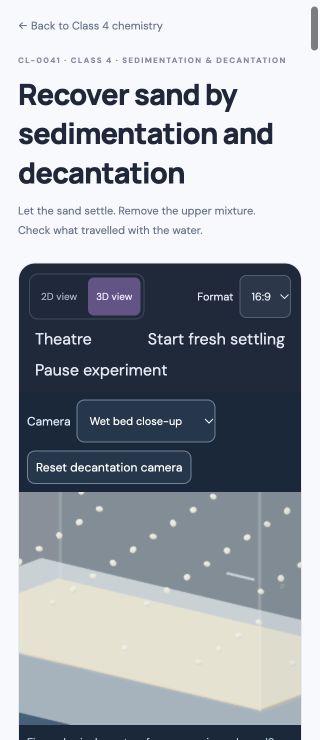 ← Back to Class 4 chemistry
CL-0041 · CLASS 4 · SEDIMENTATION & DECANTATION
Recover sand by
sedimentation and
decantation
Let the sand settle. Remove the upper mixture.
Check what travelled with the water.
2D view 3D view Format 16:9
Theatre Start fresh settling
Pause experiment
Camera Wet bed close-up
Reset decantation camera